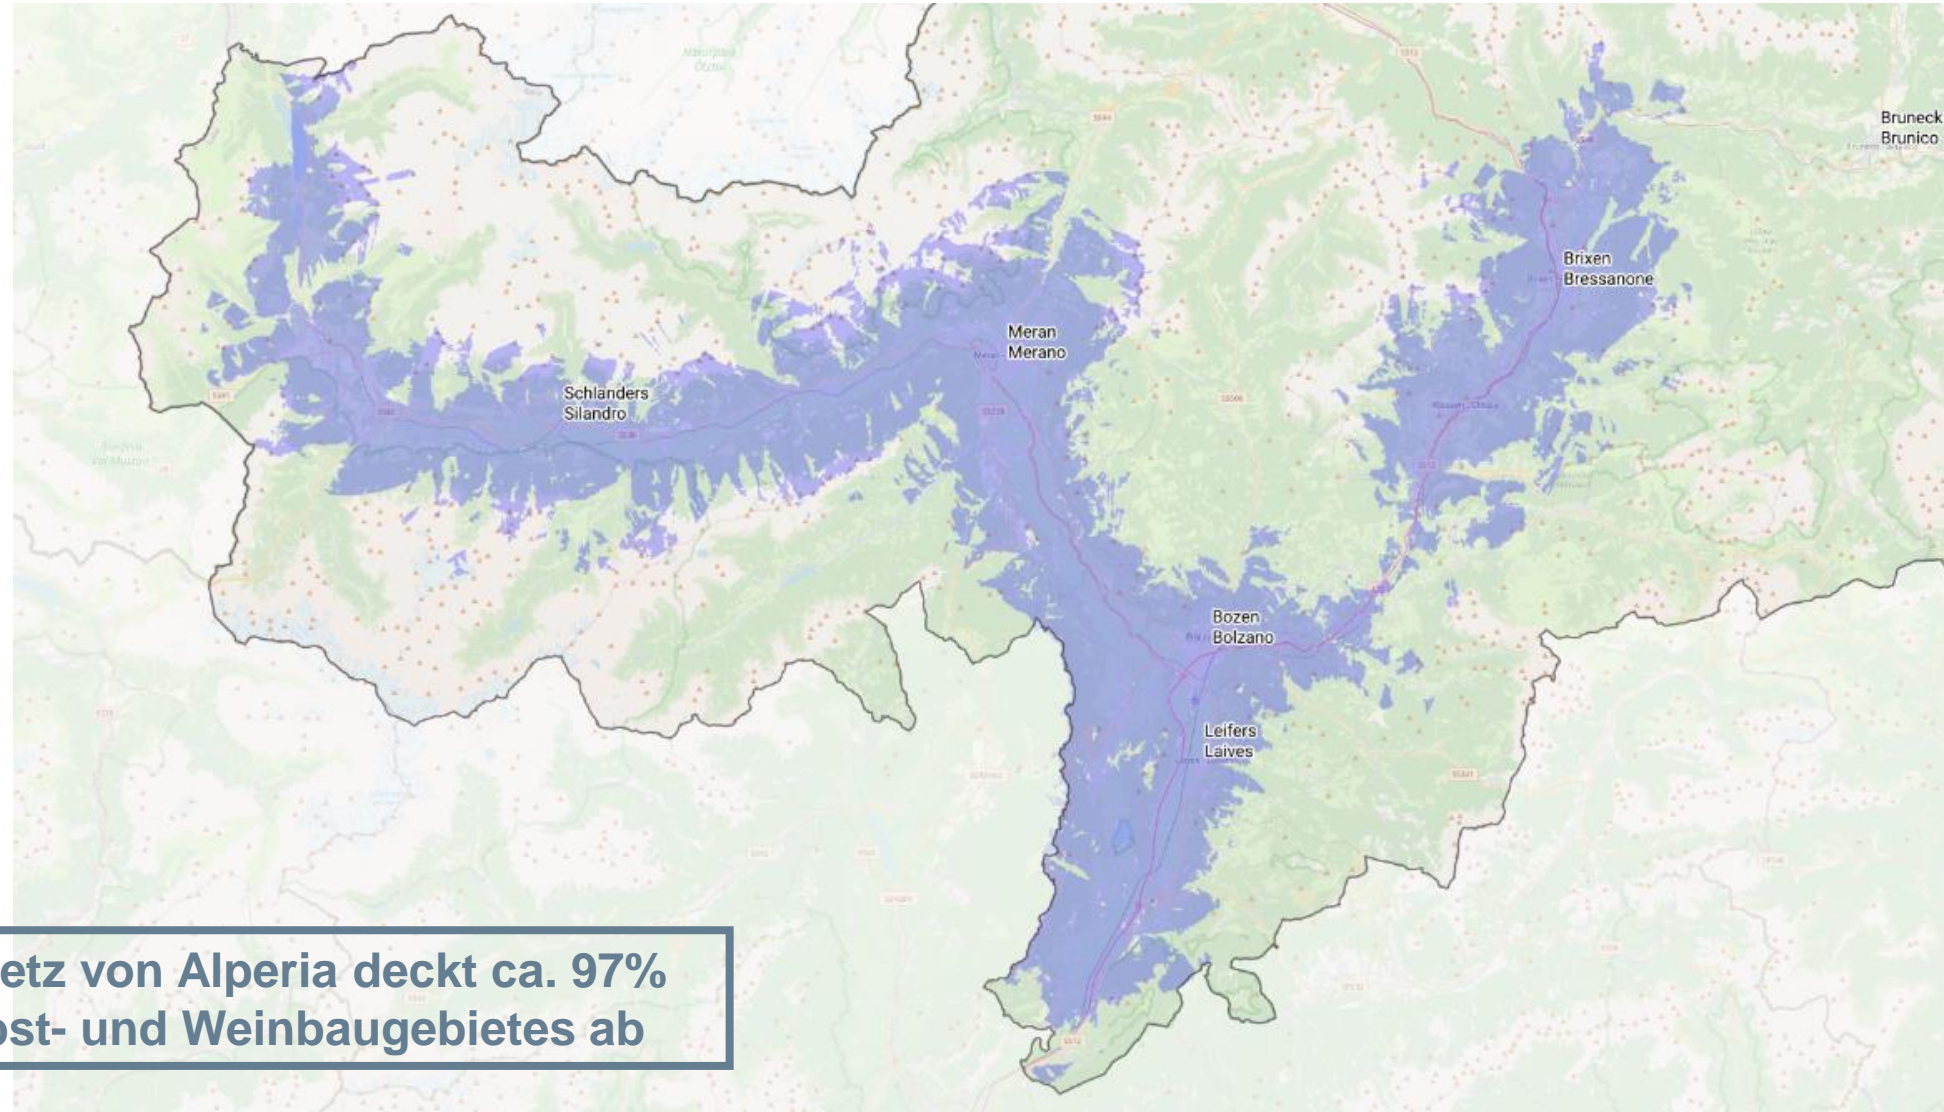 Bruneck
Brunico
Brixen
Bressanone
Meran
Merano
Schlanders
Silandro
Bozen
Bolzano
Leifers
Laives
etz von Alperia deckt ca. 97%
st- und Weinbaugebietes ab